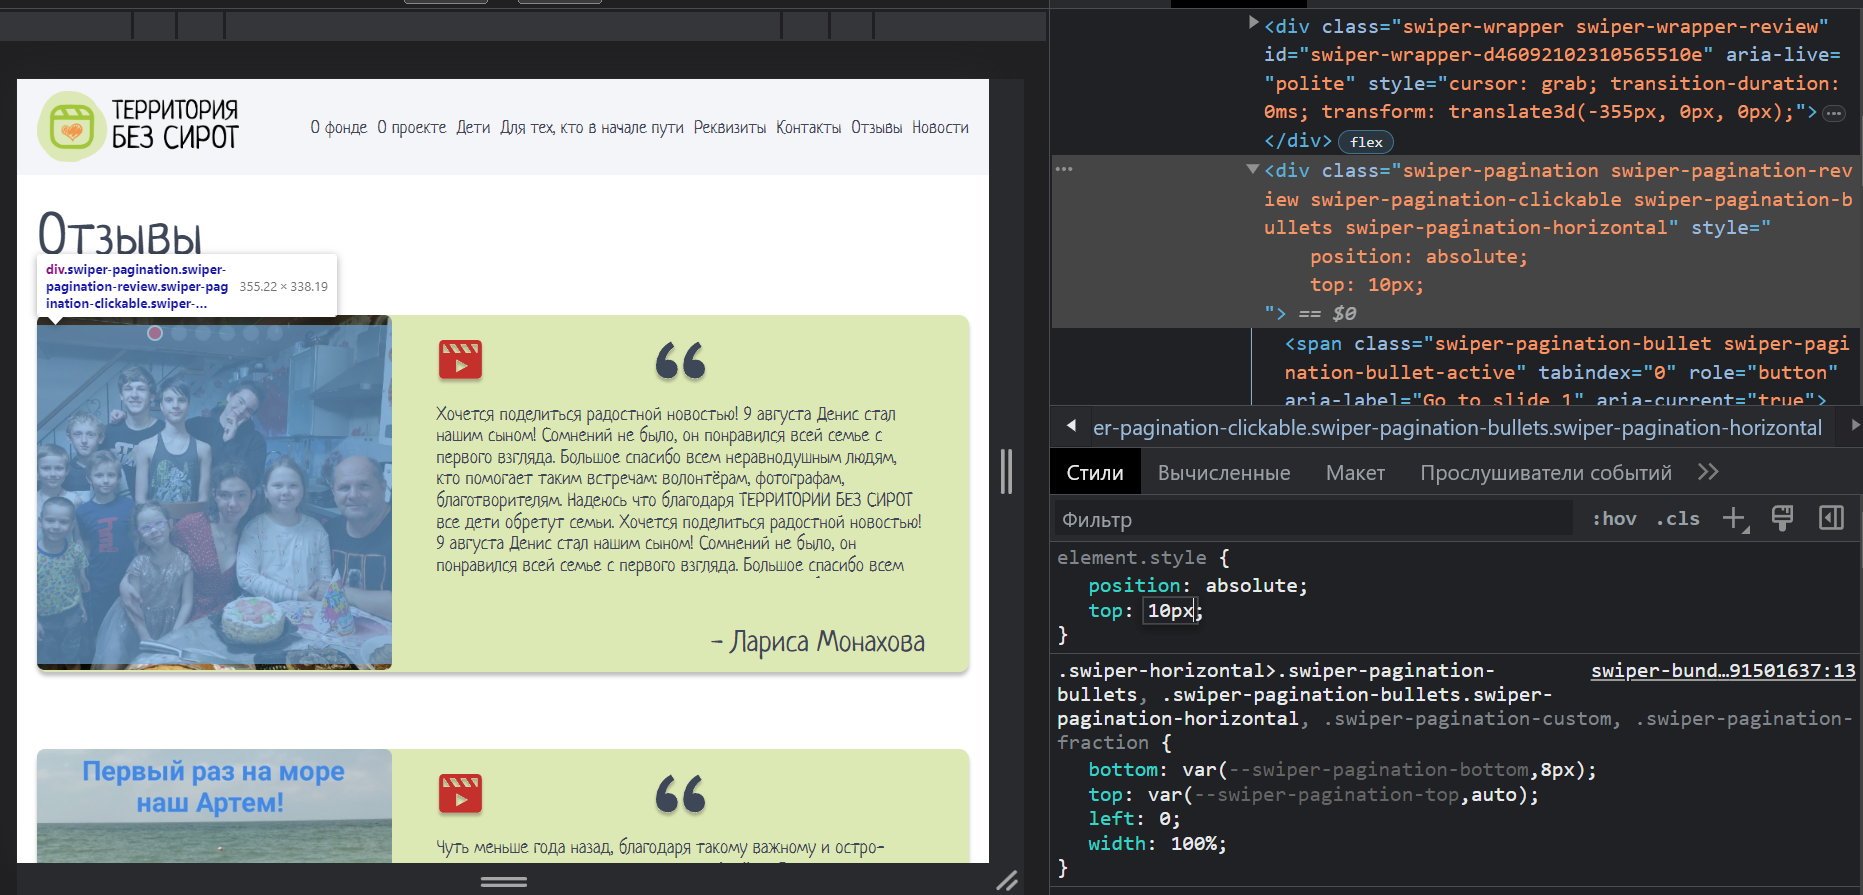 ТЕРРИТОРИЯ
БЕЗ СИРОТ
О фонде О проекте Дети Для тех, кто в начале пути Реквизиты Контакты Отзывы Новости
Отзывы
div.swiper-pagination.swiper-
pagination-review.swiper-pag
ination-clickable.swiper-...
355.22 × 338.19
Хочется поделиться радостной новостью! 9 августа Денис стал
нашим сыном! Сомнений не было, он понравился всей семье с
первого взгляда. Большое спасибо всем неравнодушным людям,
кто помогает таким встречам: волонтёрам, фотографам,
благотворителям. Надеюсь что благодаря ТЕРРИТОРИИ БЕЗ СИРОТ
все дети обретут семьи. Хочется поделиться радостной новостью!
9 августа Денис стал нашим сыном! Сомнений не было, он
понравился всей семье с первого взгляда. Большое спасибо всем
- Лариса Монахова
Первый раз на море
наш Артем!
Чуть меньше года назад, благодаря такому важному и остро-
<div class="swiper-wrapper swiper-wrapper-review"
id="swiper-wrapper-d46092102310565510e" aria-live=
"polite" style="cursor: grab; transition-duration:
0ms; transform: translate3d(-355px, 0px, 0px);">
</div> flex
<div class="swiper-pagination swiper-pagination-rev
iew swiper-pagination-clickable swiper-pagination-b
ullets swiper-pagination-horizontal" style="
position: absolute;
top: 10px;
"> == $0
<span class="swiper-pagination-bullet swiper-pagi
nation-bullet-active" tabindex="0" role="button"
aria-label="Go to slide 1" aria-current="true">
er-pagination-clickable.swiper-pagination-bullets.swiper-pagination-horizontal
Стили Вычисленные Макет Прослушиватели событий
Фильтр :hov .cls
element.style {
position: absolute;
top: 10px;
}
.swiper-horizontal>.swiper-pagination- swiper-bund…91501637:13
bullets, .swiper-pagination-bullets.swiper-
pagination-horizontal, .swiper-pagination-custom, .swiper-pagination-
fraction {
bottom: var(--swiper-pagination-bottom,8px);
top: var(--swiper-pagination-top,auto);
left: 0;
width: 100%;
}